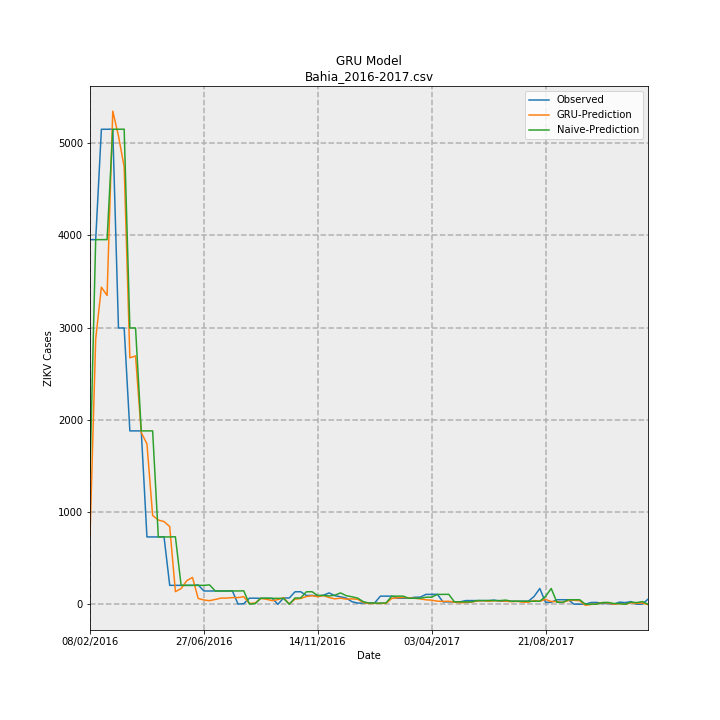 GRU Model
Bahia_2016-2017.csv
Observed
GRU-Prediction
Naive-Prediction
5000
4000
3000
2000
1000
0
ZIKV Cases
08/02/2016
27/06/2016
14/11/2016
03/04/2017
21/08/2017
Date